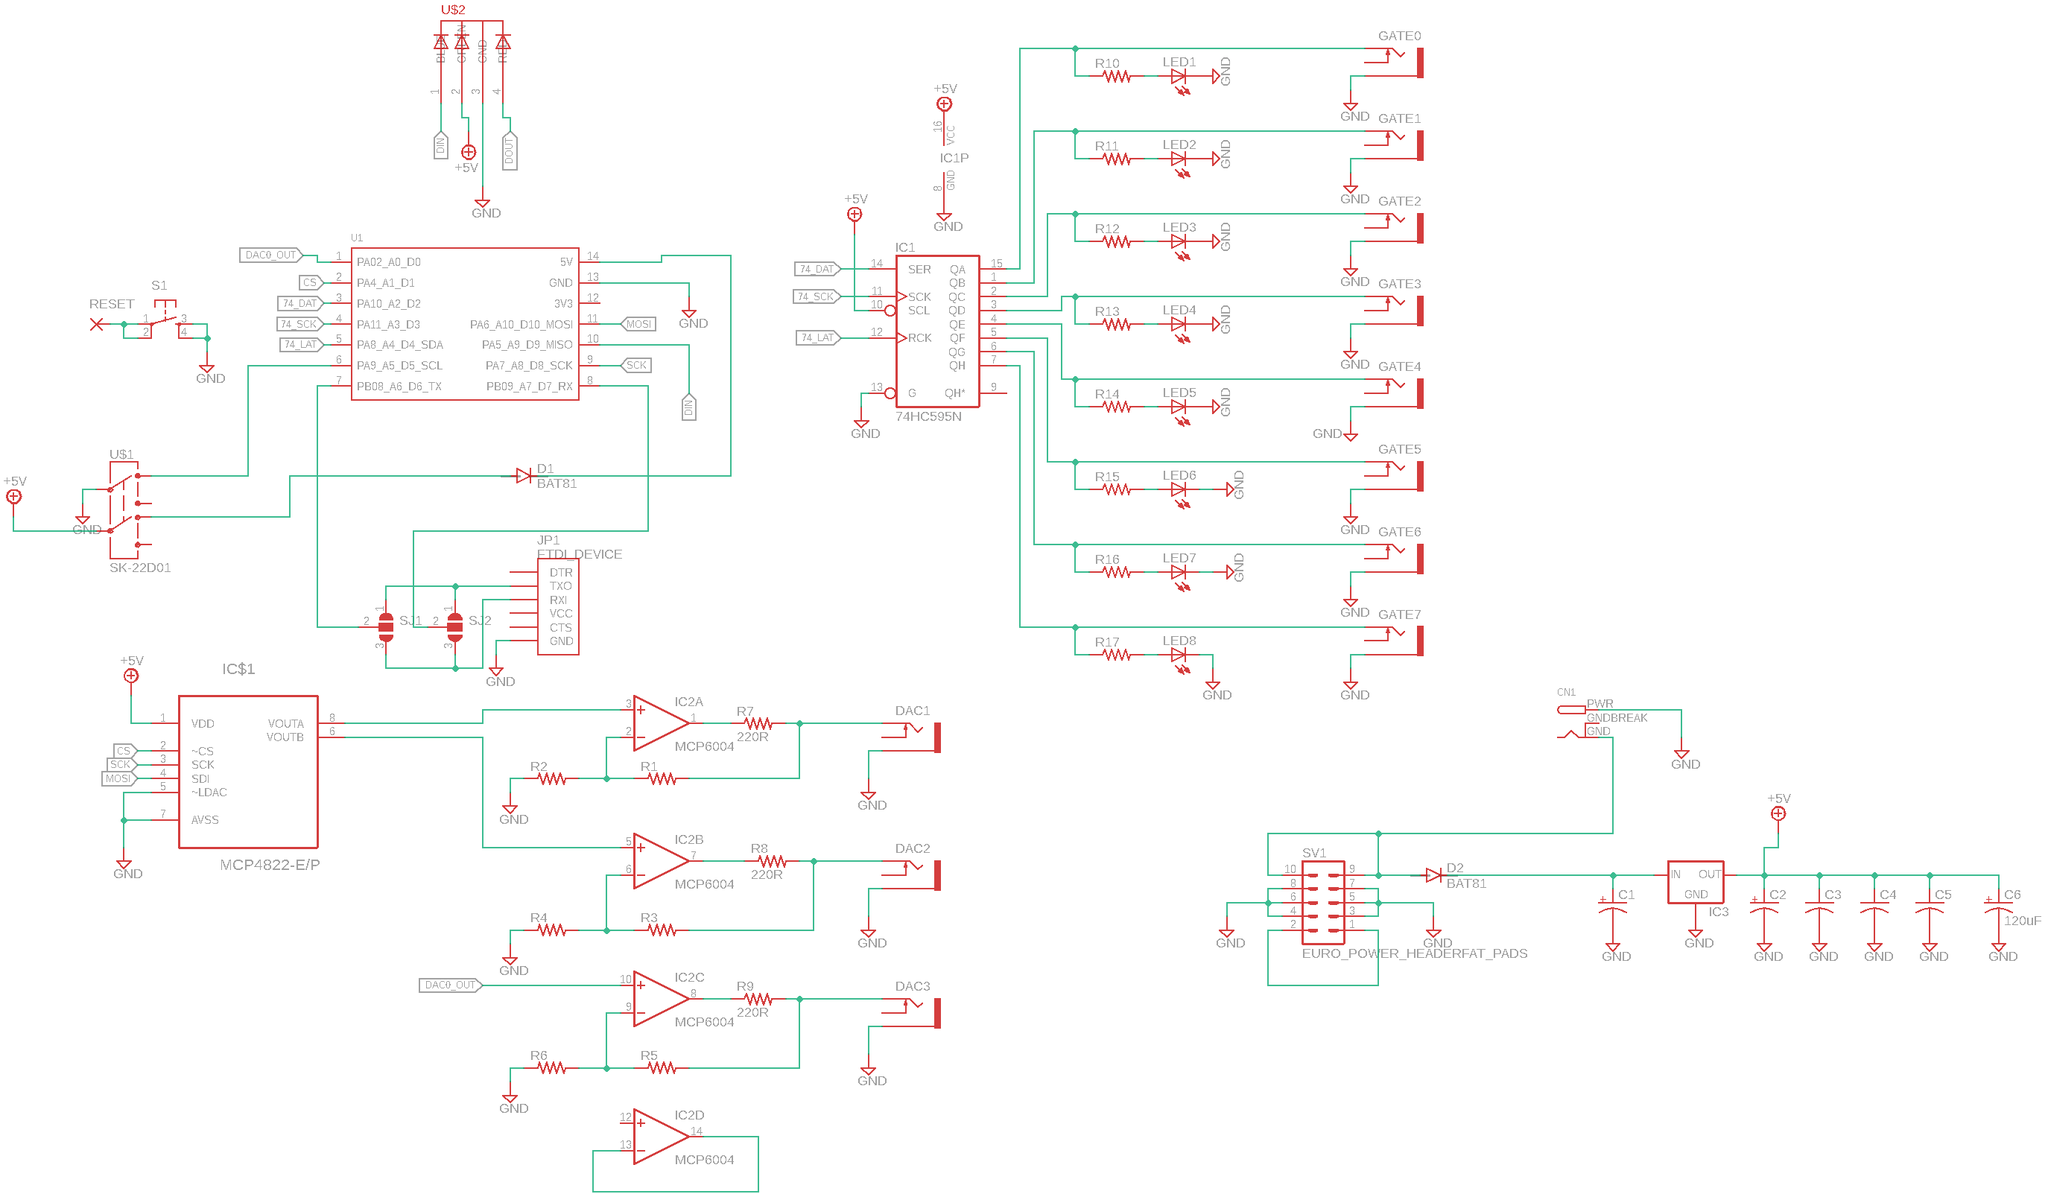 U$2
BLUE
GREEN
GND
RED
1
2
3
4
DIN
+5V
DOUT
GND
U1
DAC0_OUT
1
PA02_A0_D0
5V
14
CS
2
PA4_A1_D1
GND
13
74_DAT
3
PA10_A2_D2
3V3
12
74_SCK
4
PA11_A3_D3
PA6_A10_D10_MOSI
11
MOSI
74_LAT
5
PA8_A4_D4_SDA
PA5_A9_D9_MISO
10
6
PA9_A5_D5_SCL
PA7_A8_D8_SCK
9
SCK
7
PB08_A6_D6_TX
PB09_A7_D7_RX
8
GND
DIN
S1
RESET
1
2
3
4
GND
U$1
+5V
GND
SK-22D01
D1
BAT81
JP1
FTDI_DEVICE
DTR
TXO
RXI
VCC
CTS
GND
1
2
3
SJ1
1
2
3
SJ2
GND
+5V
16
VCC
IC1P
8
GND
GND
+5V
IC1
74_DAT
14
SER
QA
15
QB
1
74_SCK
11
SCK
QC
2
10
SCL
QD
3
QE
4
74_LAT
12
RCK
QF
5
QG
6
QH
7
13
G
QH*
9
GND
74HC595N
GATE0
R10
LED1
GND
GND
GATE1
R11
LED2
GND
GND
GATE2
R12
LED3
GND
GND
GATE3
R13
LED4
GND
GND
GATE4
R14
LED5
GND
GND
GATE5
R15
LED6
GND
GND
GATE6
R16
LED7
GND
GND
GATE7
R17
LED8
GND
GND
+5V
IC$1
1
VDD
VOUTA
8
VOUTB
6
CS
2
~CS
SCK
3
SCK
MOSI
4
SDI
5
~LDAC
7
AVSS
GND
MCP4822-E/P
IC2A
3
2
1
MCP6004
R7
220R
DAC1
R2
R1
GND
GND
IC2B
5
6
7
MCP6004
R8
220R
DAC2
R4
R3
GND
GND
DAC0_OUT
IC2C
10
9
8
MCP6004
R9
220R
DAC3
R6
R5
GND
GND
IC2D
12
13
14
MCP6004
CN1
PWR
GNDBREAK
GND
GND
SV1
10
9
8
7
6
5
4
3
2
1
GND
GND
EURO_POWER_HEADERFAT_PADS
D2
BAT81
+5V
C1
GND
IN
OUT
GND
IC3
GND
C2
GND
C3
GND
C4
GND
C5
GND
C6
120uF
GND